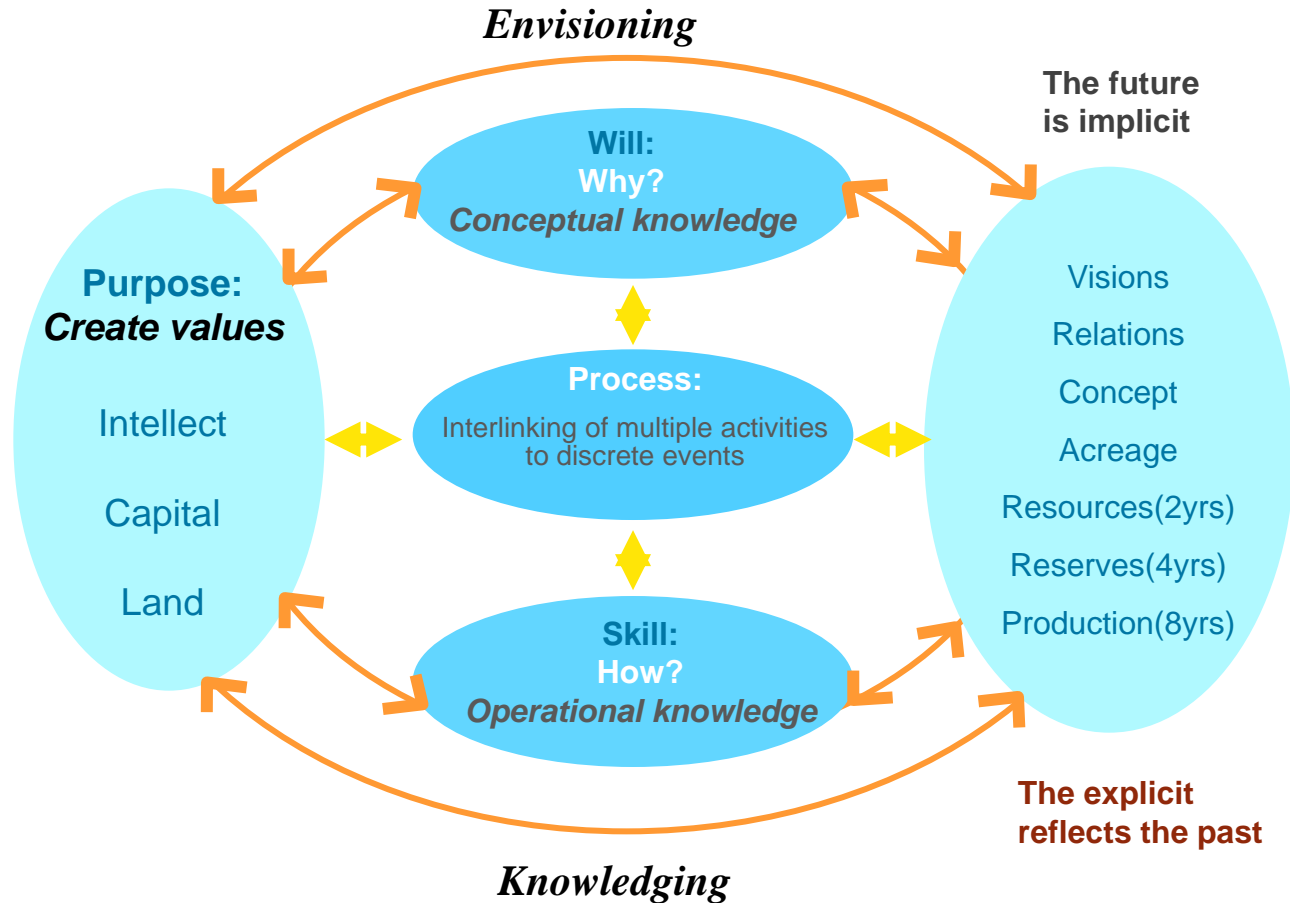 Envisioning
The future
is implicit
Will:
Why?
Conceptual knowledge
Purpose:
Create values
Intellect
Capital
Land
Process:
Interlinking of multiple activities
to discrete events
Skill:
How?
Operational knowledge
Visions
Relations
Concept
Acreage
Resources(2yrs)
Reserves(4yrs)
Production(8yrs)
The explicit
reflects the past
Knowledging